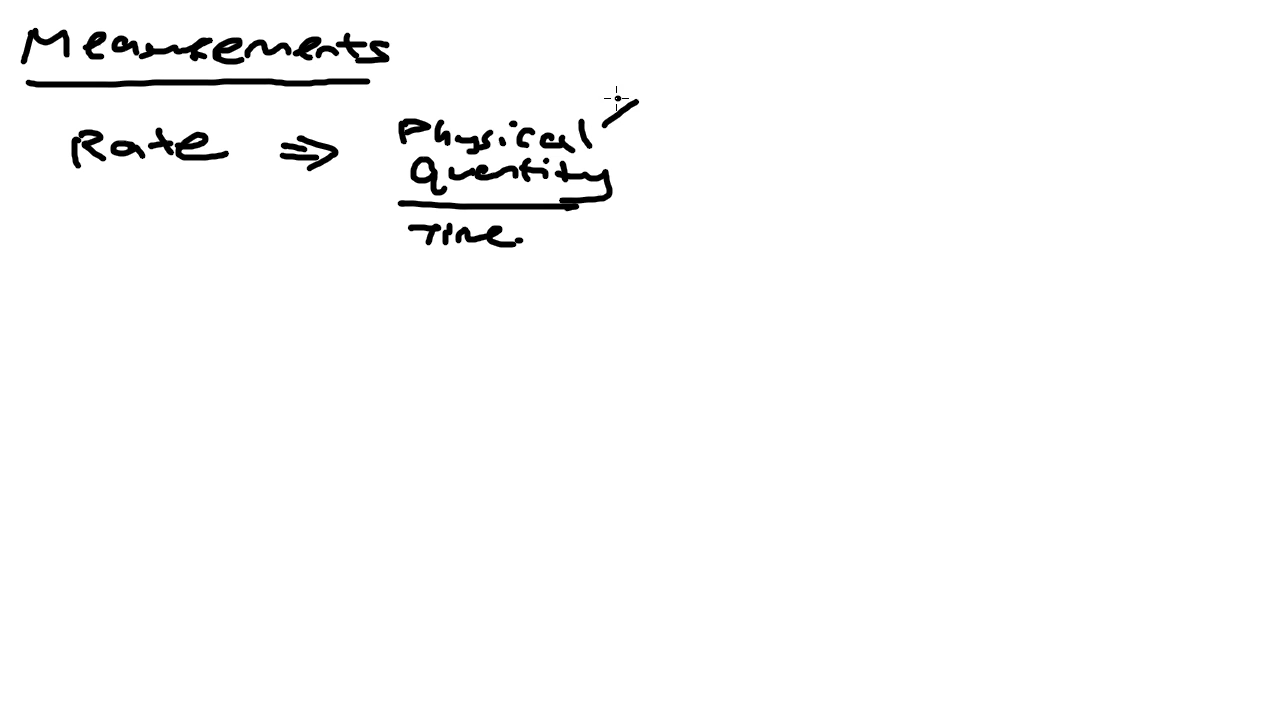 Measurements
Rate ⇒ Physical
Quantity
Time.